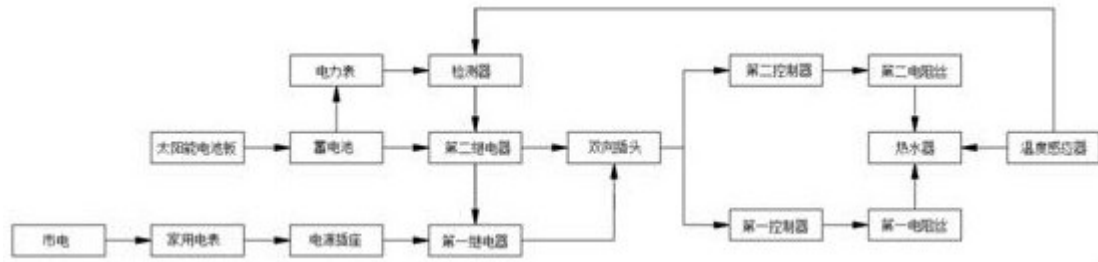 电力表
检测器
第二控制器
第二电阻丝
太阳能电池板
蓄电池
第二继电器
双向插头
热水器
温度感应器
市电
家用电表
电源插座
第一继电器
第一控制器
第一电阻丝